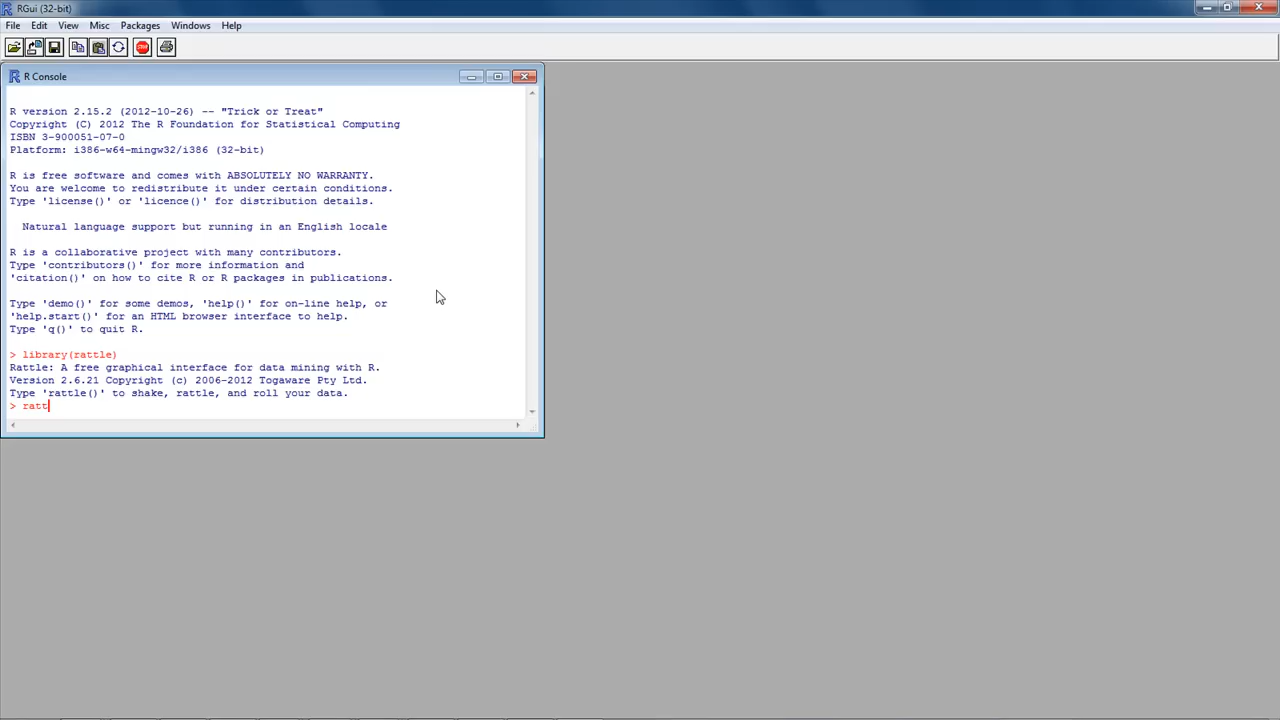 RGui (32-bit)
File Edit View Misc Packages Windows Help
STOP
R Console
R version 2.15.2 (2012-10-26) -- "Trick or Treat"
Copyright (C) 2012 The R Foundation for Statistical Computing
ISBN 3-900051-07-0
Platform: i386-w64-mingw32/i386 (32-bit)
R is free software and comes with ABSOLUTELY NO WARRANTY.
You are welcome to redistribute it under certain conditions.
Type 'license()' or 'licence()' for distribution details.
Natural language support but running in an English locale
R is a collaborative project with many contributors.
Type 'contributors()' for more information and
'citation()' on how to cite R or R packages in publications.
Type 'demo()' for some demos, 'help()' for on-line help, or
'help.start()' for an HTML browser interface to help.
Type 'q()' to quit R.
> library(rattle)
Rattle: A free graphical interface for data mining with R.
Version 2.6.21 Copyright (c) 2006-2012 Togaware Pty Ltd.
Type 'rattle()' to shake, rattle, and roll your data.
> ratt